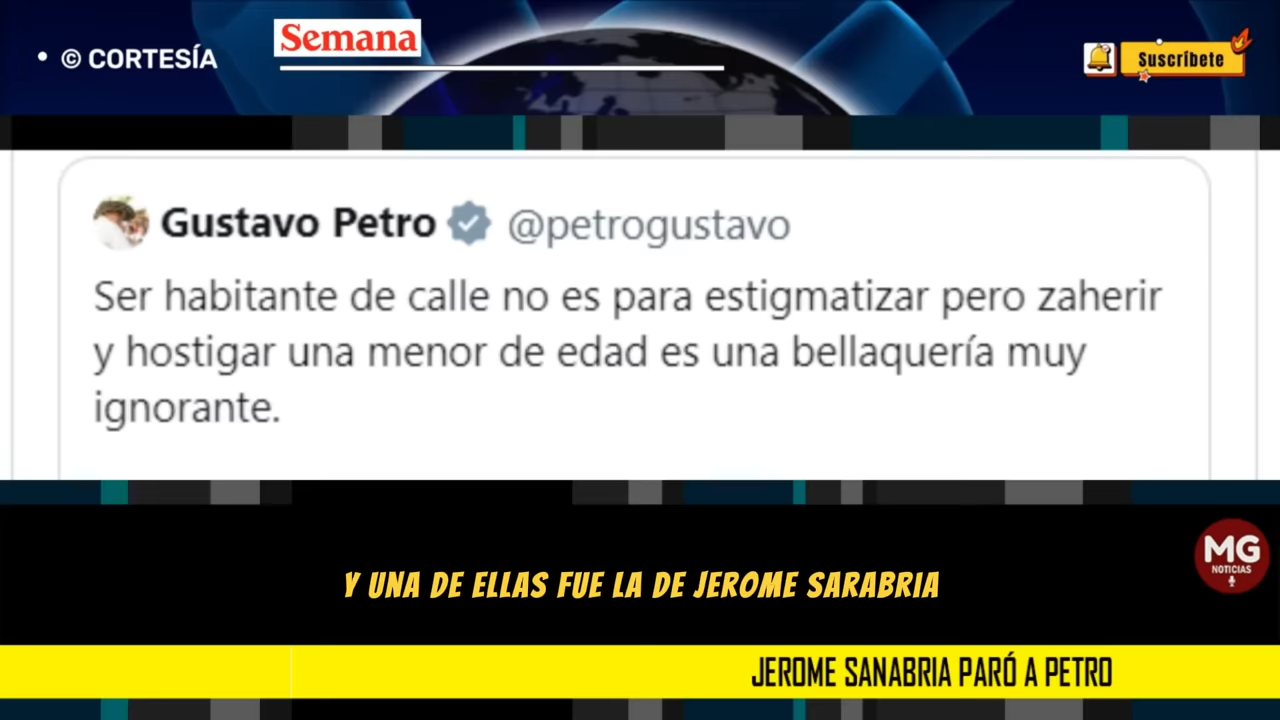 • © CORTESÍA
Semana
Suscríbete
Gustavo Petro @petrogustavo
Ser habitante de calle no es para estigmatizar pero zaherir
y hostigar una menor de edad es una bellaquería muy
ignorante.
MG
NOTICIAS
Y UNA DE ELLAS FUE LA DE JEROME SARABRIA
JEROME SANABRIA PARÓ A PETRO